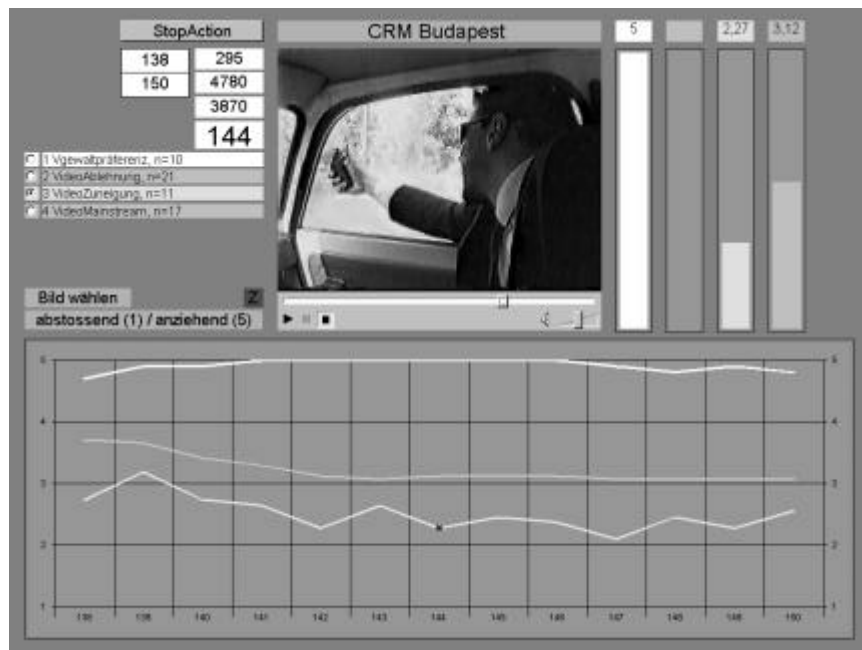 StopAction
CRM Budapest
5
2,27
3,12
138
295
150
4780
3870
144
1 Vgewaltpräferenz, n=10
2 VideoAblehnung, n=21
3 VideoZuneigung, n=11
4 VideoMainstream, n=17
Bild wählen
Z
abstossend (1) / anziehend (5)
5
5
4
4
3
3
2
2
1
1
138 139 140 141 142 143 144 145 146 147 148 149 150